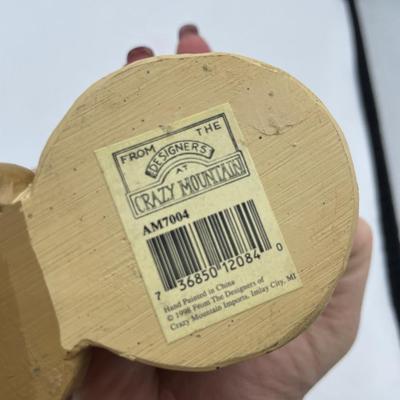 FROM THE
DESIGNERS
AT
CRAZY MOUNTAIN
AM7004
7 36850 12084 0
Hand Painted in China
© 1998 From The Designers of
Crazy Mountain Imports, Imlay City, MI